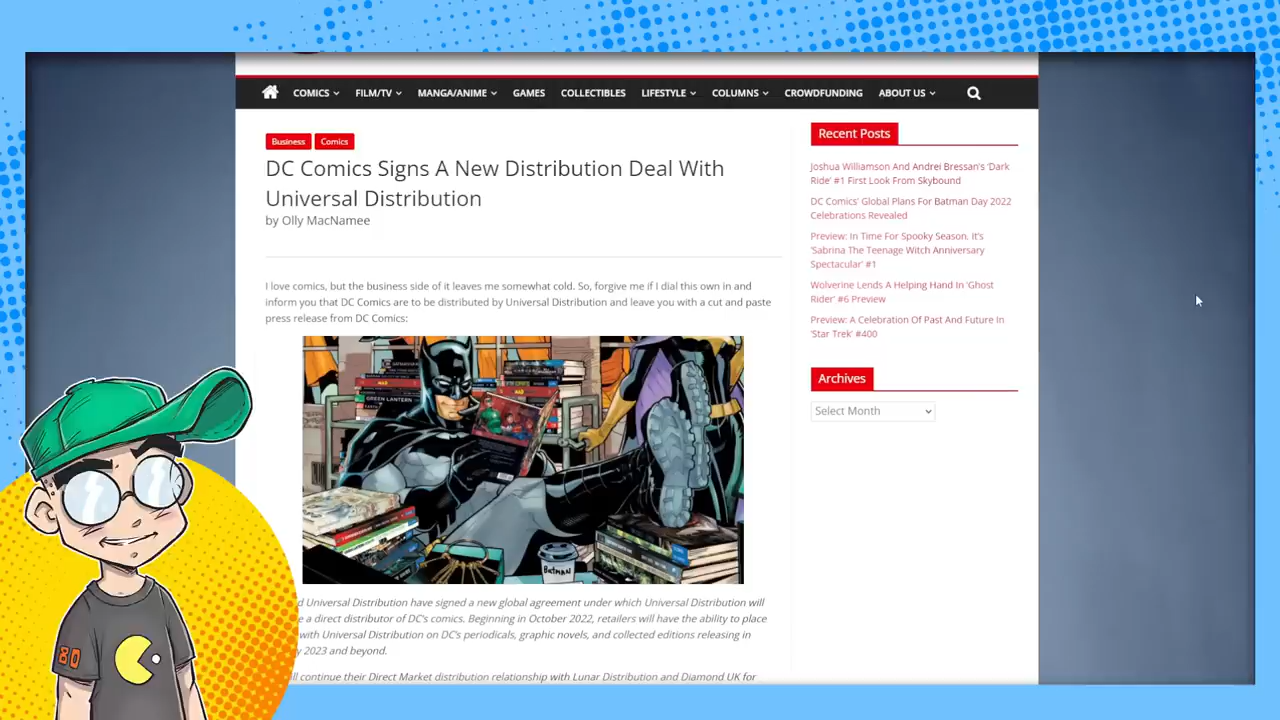 COMICS FILM/TV MANGA/ANIME GAMES COLLECTIBLES LIFESTYLE COLUMNS CROWDFUNDING ABOUT US
Business Comics
DC Comics Signs A New Distribution Deal With
Universal Distribution
by Olly MacNamee
I love comics, but the business side of it leaves me somewhat cold. So, forgive me if I dial this own in and
inform you that DC Comics are to be distributed by Universal Distribution and leave you with a cut and paste
press release from DC Comics:
GREEN LANTERN
BATMAN
d Universal Distribution have signed a new global agreement under which Universal Distribution will
e a direct distributor of DC's comics. Beginning in October 2022, retailers will have the ability to place
with Universal Distribution on DC's periodicals, graphic novels, and collected editions releasing in
y 2023 and beyond.
ll continue their Direct Market distribution relationship with Lunar Distribution and Diamond UK for
Recent Posts
Joshua Williamson And Andrei Bressan's 'Dark
Ride' #1 First Look From Skybound
DC Comics' Global Plans For Batman Day 2022
Celebrations Revealed
Preview: In Time For Spooky Season, It's
'Sabrina The Teenage Witch Anniversary
Spectacular' #1
Wolverine Lends A Helping Hand In 'Ghost
Rider' #6 Preview
Preview: A Celebration Of Past And Future In
'Star Trek' #400
Archives
Select Month
80